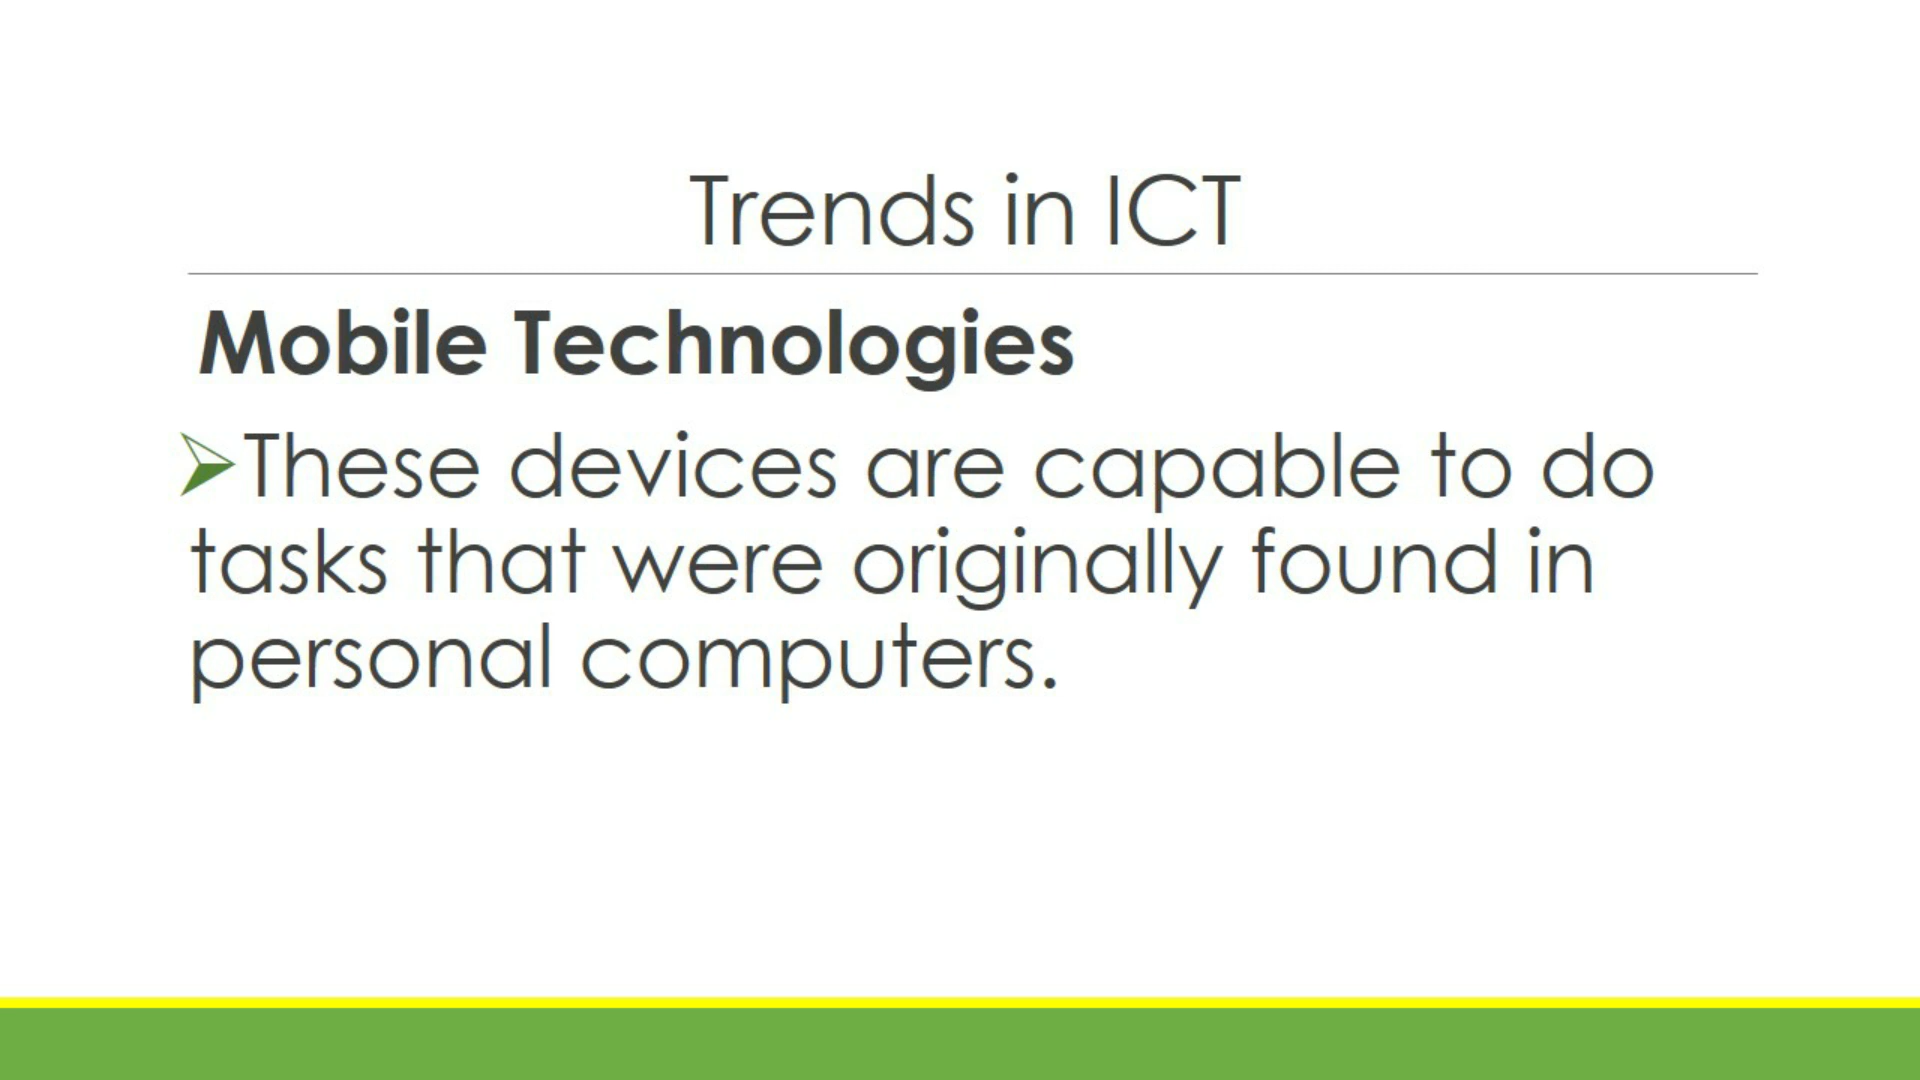 Trends in ICT
Mobile Technologies
These devices are capable to do
tasks that were originally found in
personal computers.